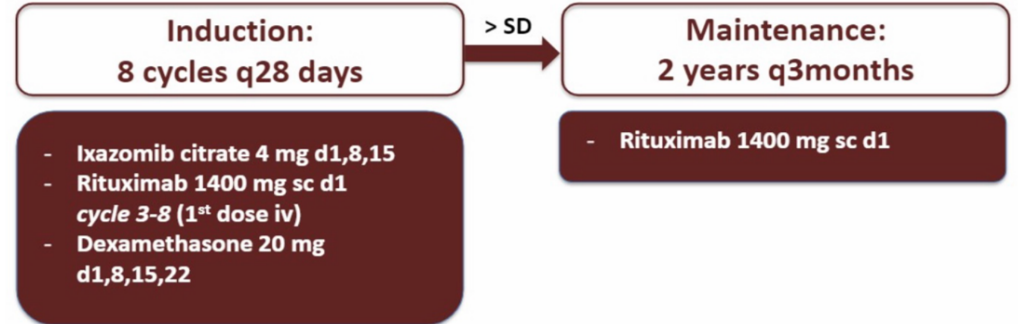 Induction:
8 cycles q28 days
> SD
Maintenance:
2 years q3months
- Ixazomib citrate 4 mg d1,8,15
- Rituximab 1400 mg sc d1
cycle 3-8 (1st dose iv)
- Dexamethasone 20 mg
d1,8,15,22
- Rituximab 1400 mg sc d1